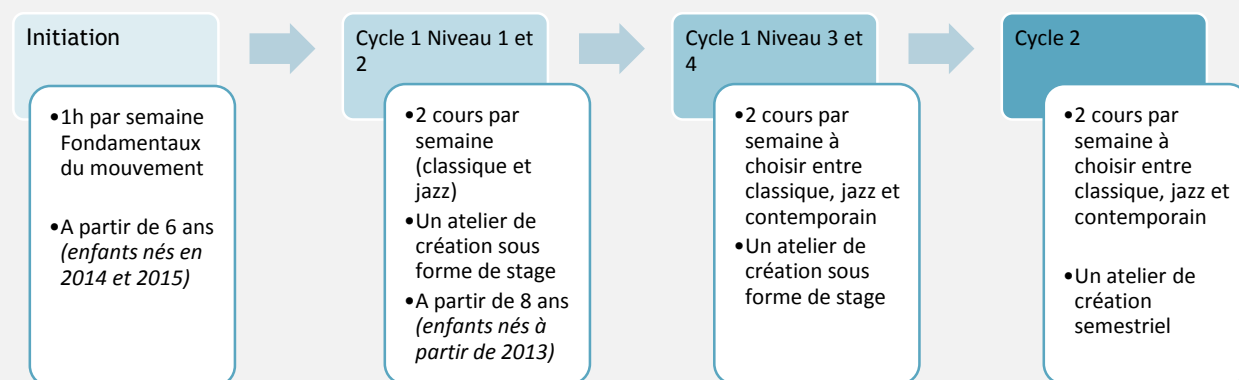 Initiation
•1h par semaine
Fondamentaux
du mouvement
•A partir de 6 ans
(enfants nés en
2014 et 2015)
Cycle 1 Niveau 1 et
2
•2 cours par
semaine
(classique et
jazz)
•Un atelier de
création sous
forme de stage
•A partir de 8 ans
(enfants nés à
partir de 2013)
Cycle 1 Niveau 3 et
4
•2 cours par
semaine à
choisir entre
classique, jazz et
contemporain
•Un atelier de
création sous
forme de stage
Cycle 2
•2 cours par
semaine à
choisir entre
classique, jazz et
contemporain
•Un atelier de
création
semestriel